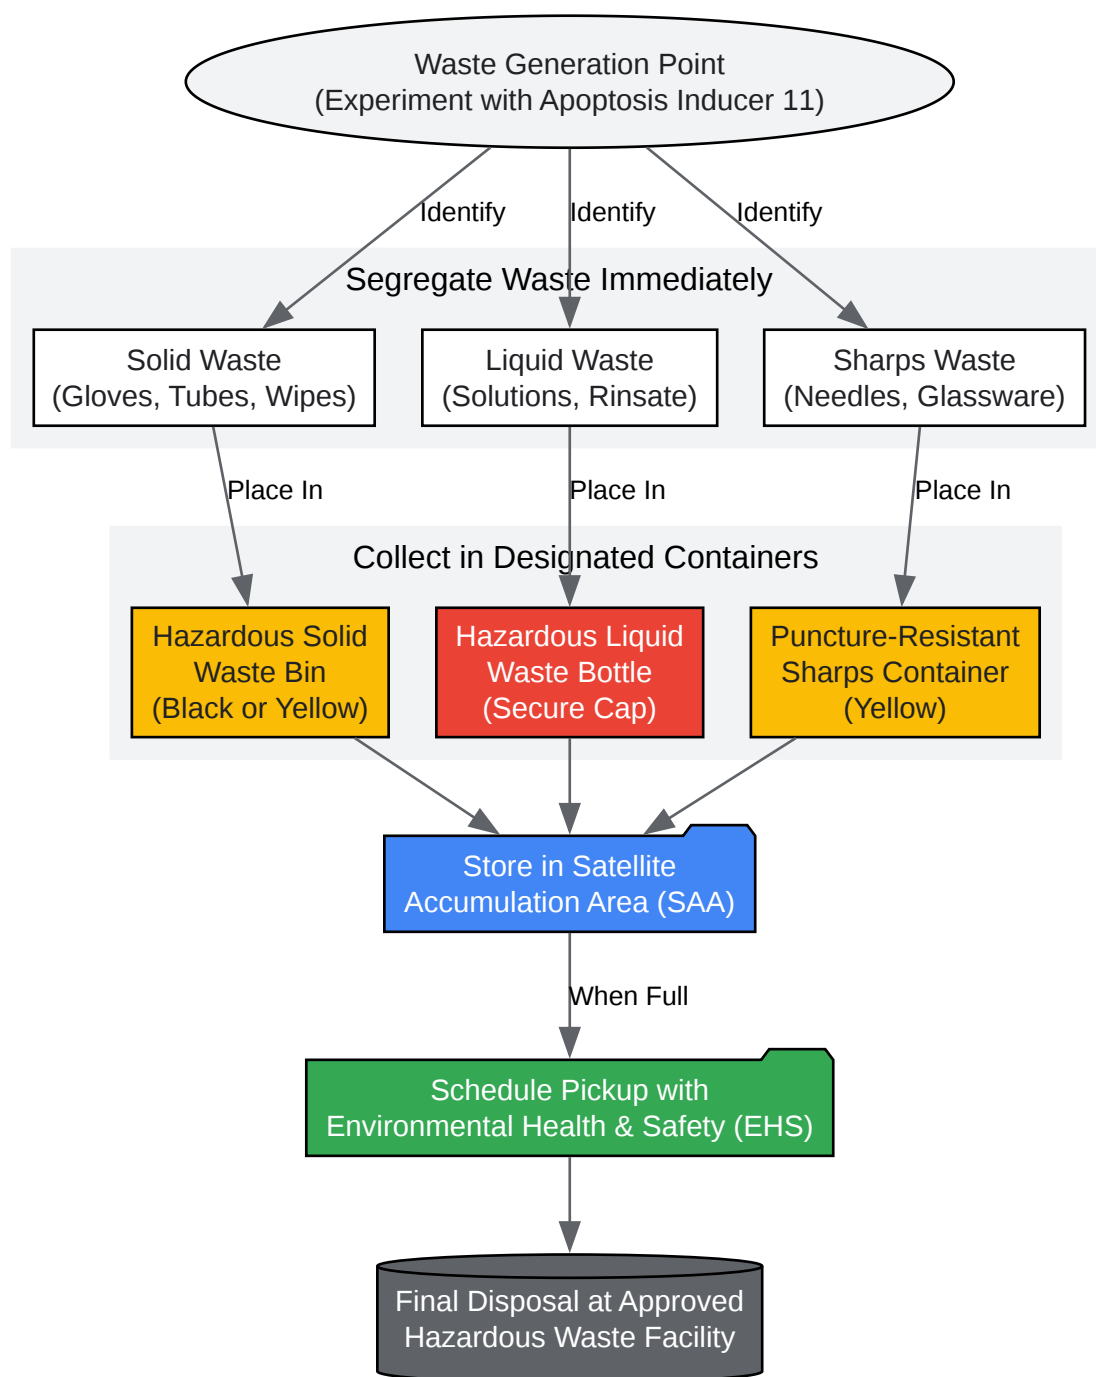 Waste Generation Point
(Experiment with Apoptosis Inducer 11)
Identify
Identify
Identify
Segregate Waste Immediately
Solid Waste
(Gloves, Tubes, Wipes)
Liquid Waste
(Solutions, Rinsate)
Sharps Waste
(Needles, Glassware)
Place In
Place In
Place In
Collect in Designated Containers
Hazardous Solid
Waste Bin
(Black or Yellow)
Hazardous Liquid
Waste Bottle
(Secure Cap)
Puncture-Resistant
Sharps Container
(Yellow)
Store in Satellite
Accumulation Area (SAA)
When Full
Schedule Pickup with
Environmental Health & Safety (EHS)
Final Disposal at Approved
Hazardous Waste Facility